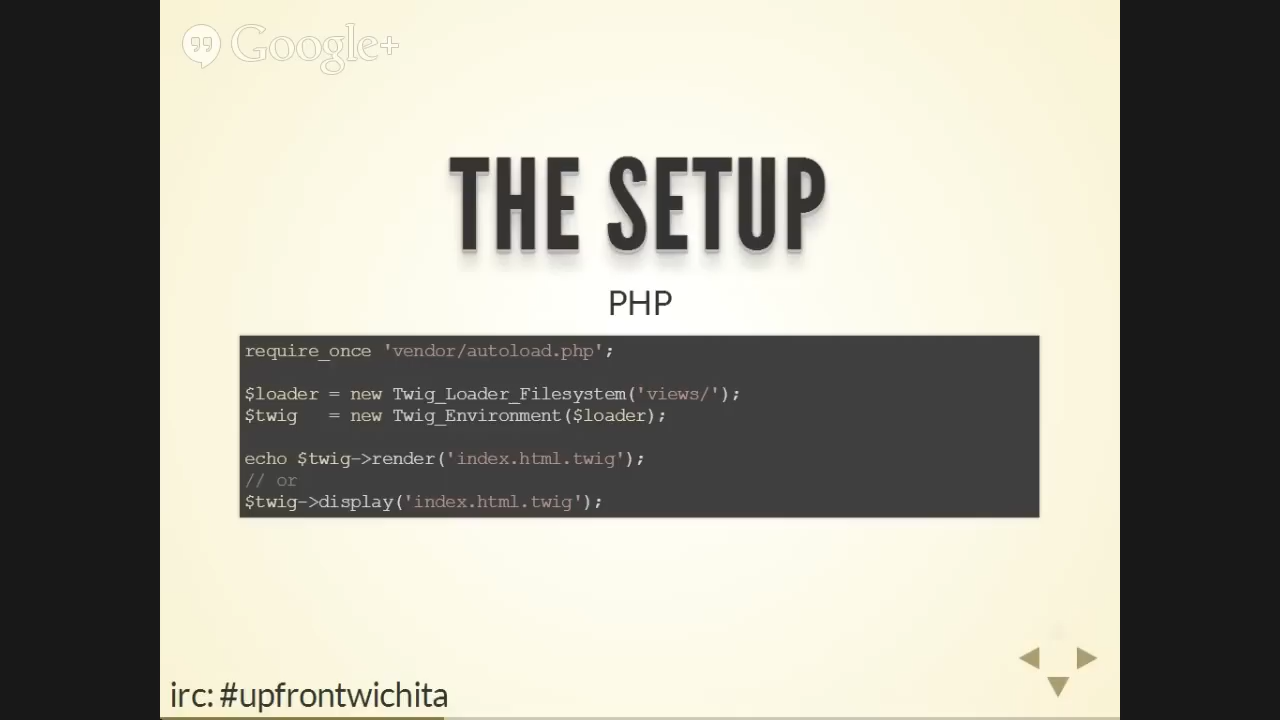 Google+
THE SETUP
PHP
require_once 'vendor/autoload.php';
$loader = new Twig_Loader_Filesystem('views/');
$twig   = new Twig_Environment($loader);
echo $twig->render('index.html.twig');
// or
$twig->display('index.html.twig');
irc: #upfrontwichita